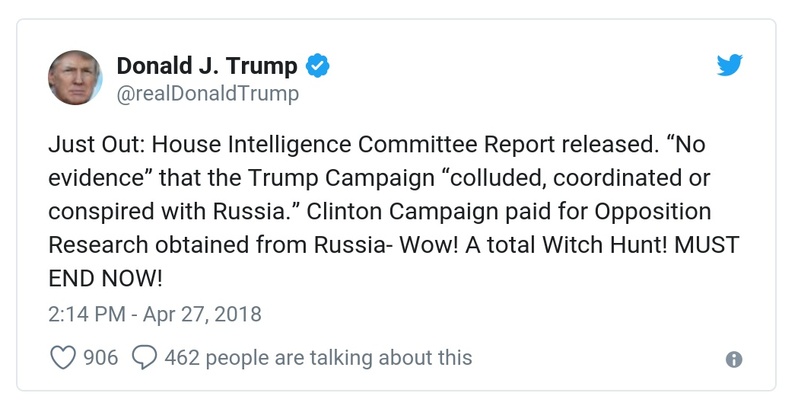 Donald J. Trump
@realDonaldTrump
Just Out: House Intelligence Committee Report released. “No
evidence” that the Trump Campaign “colluded, coordinated or
conspired with Russia.” Clinton Campaign paid for Opposition
Research obtained from Russia- Wow! A total Witch Hunt! MUST
END NOW!
2:14 PM - Apr 27, 2018
906 462 people are talking about this